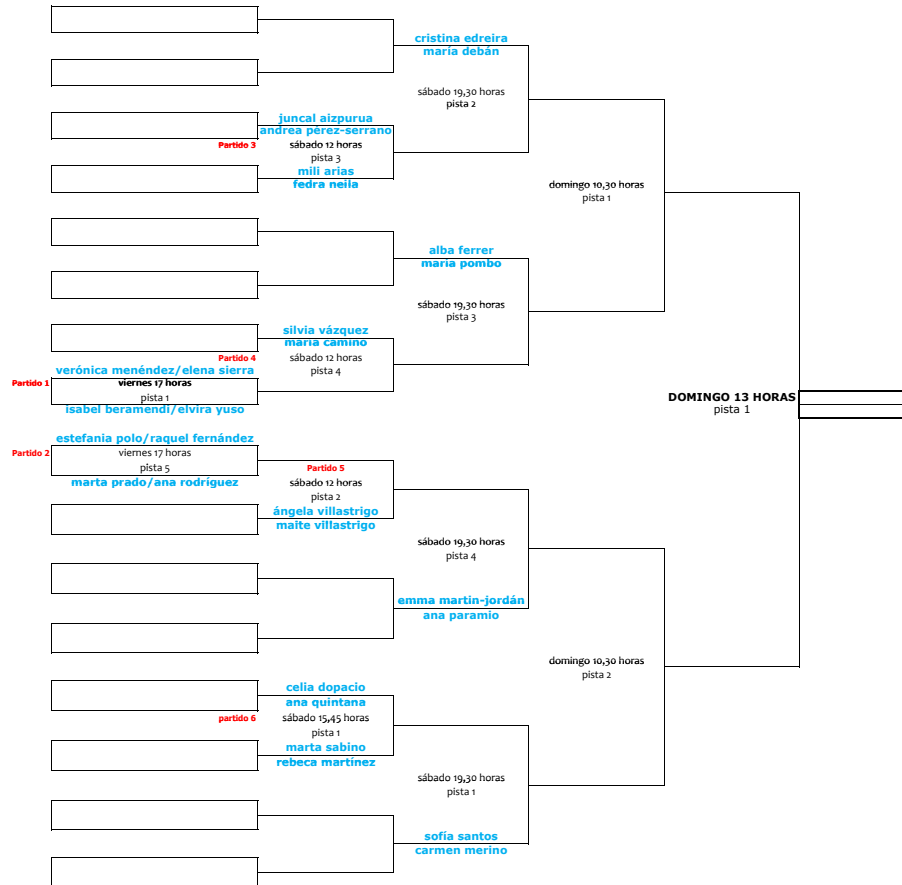 cristina edreira
maría debán
sábado 19,30 horas
pista 2
juncal aizpurua
andrea pérez-serrano
Partido 3
sábado 12 horas
pista 3
mili arias
fedra neila
domingo 10,30 horas
pista 1
alba ferrer
maria pombo
sábado 19,30 horas
pista 3
silvia vázquez
maria camino
Partido 4
sábado 12 horas
pista 4
verónica menéndez/elena sierra
Partido 1
viernes 17 horas
pista 1
isabel beramendi/elvira yuso
DOMINGO 13 HORAS
pista 1
estefania polo/raquel fernández
Partido 2
viernes 17 horas
pista 5
marta prado/ana rodríguez
Partido 5
sábado 12 horas
pista 2
ángela villastrigo
maite villastrigo
sábado 19,30 horas
pista 4
emma martin-jordán
ana paramio
domingo 10,30 horas
pista 2
celia dopacio
ana quintana
partido 6
sábado 15,45 horas
pista 1
marta sabino
rebeca martínez
sábado 19,30 horas
pista 1
sofía santos
carmen merino